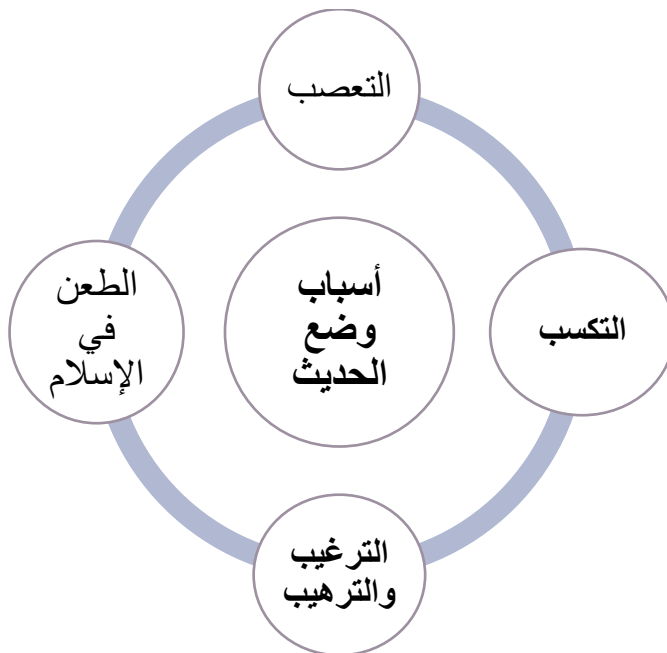 التعصب
أسباب
وضع
الحديث
التكسب
الطعن
في
الإسلام
الترغيب
والترهيب